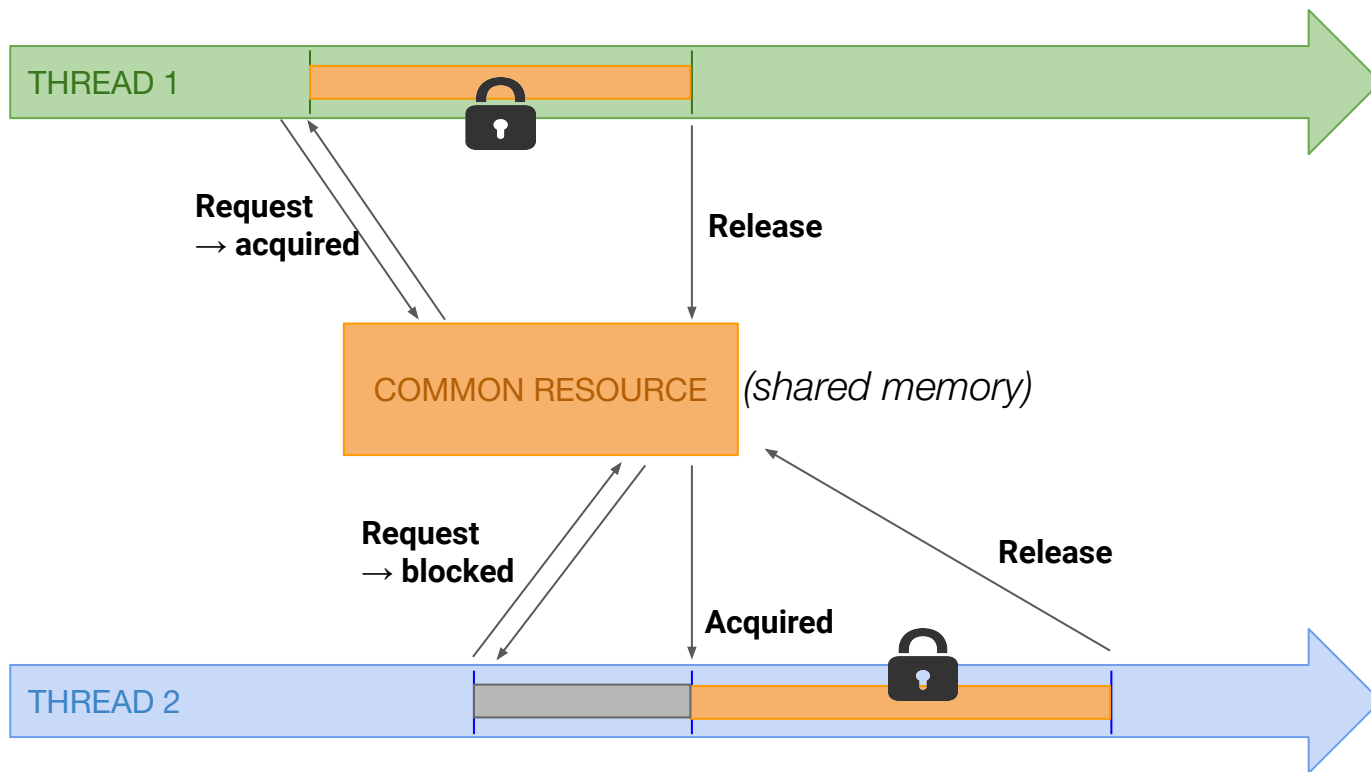 THREAD 1
Request
→ acquired
Release
COMMON RESOURCE
(shared memory)
Request
→ blocked
Release
Acquired
THREAD 2